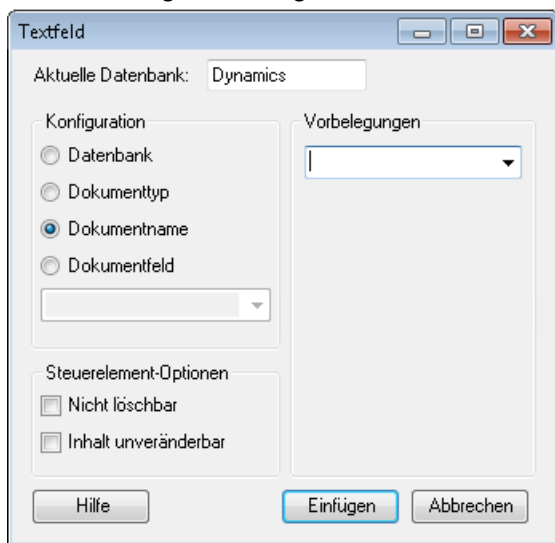 Textfeld
Aktuelle Datenbank: Dynamics
Konfiguration
Datenbank
Dokumenttyp
Dokumentname
Dokumentfeld
Vorbelegungen
Steuerelement-Optionen
Nicht löschbar
Inhalt unveränderbar
Hilfe Einfügen Abbrechen